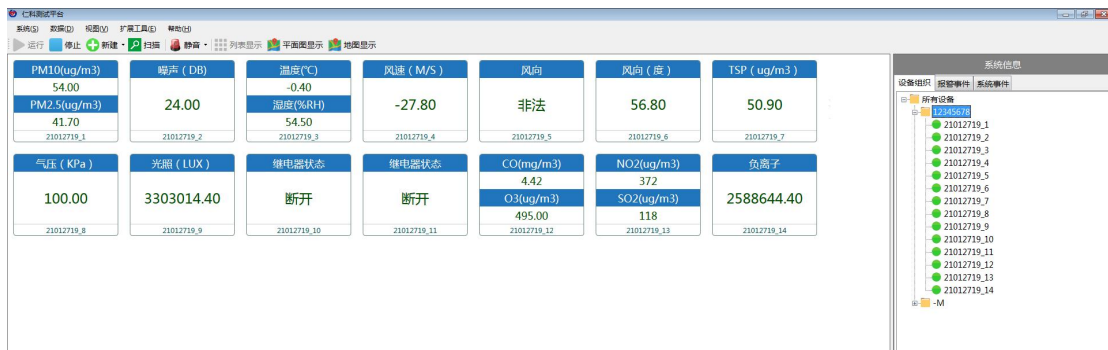 仁科测试平台
系统(S) 数据(D) 视图(V) 扩展工具(E) 帮助(H)
运行 停止 新建 扫描 静音 列表显示 平面图显示 地图显示
PM10(ug/m3) 噪声（DB） 温度(℃) 风速（M/S） 风向 风向（度） TSP（ug/m3）
54.00 -0.40
PM2.5(ug/m3) 24.00 湿度(%RH) -27.80 非法 56.80 50.90
41.70 54.50
21012719_1 21012719_2 21012719_3 21012719_4 21012719_5 21012719_6 21012719_7
气压（KPa） 光照（LUX） 继电器状态 继电器状态 CO(mg/m3) NO2(ug/m3) 负离子
4.42 372
100.00 3303014.40 断开 断开 O3(ug/m3) SO2(ug/m3) 2588644.40
495.00 118
21012719_8 21012719_9 21012719_10 21012719_11 21012719_12 21012719_13 21012719_14
系统信息
设备组织 报警事件 系统事件
所有设备
12345678
21012719_1
21012719_2
21012719_3
21012719_4
21012719_5
21012719_6
21012719_7
21012719_8
21012719_9
21012719_10
21012719_11
21012719_12
21012719_13
21012719_14
-M